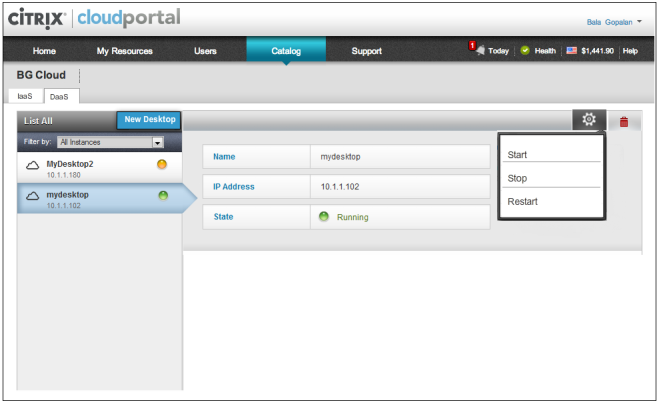 CITRIX cloudportal
Bala Gopalan
Home My Resources Users Catalog Support 1 Today Health $1,441.90 Help
BG Cloud
IaaS DaaS
List All New Desktop
Filter by: All Instances
MyDesktop2
10.1.1.180
mydesktop
10.1.1.102
Name mydesktop
IP Address 10.1.1.102
State Running
Start
Stop
Restart